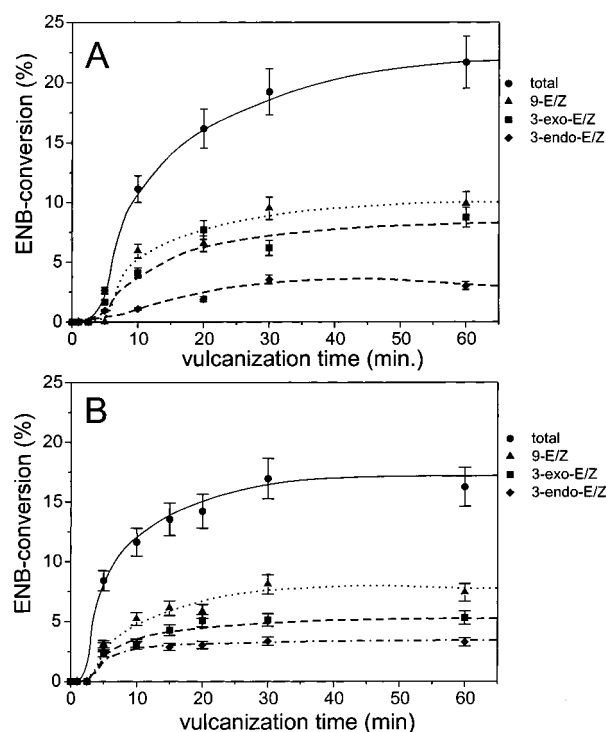 A
ENB-conversion (%)
25
20
15
10
5
0
0 10 20 30 40 50 60
vulcanization time (min.)
total
9-E/Z
3-exo-E/Z
3-endo-E/Z
B
ENB-conversion (%)
25
20
15
10
5
0
0 10 20 30 40 50 60
vulcanization time (min)
total
9-E/Z
3-exo-E/Z
3-endo-E/Z